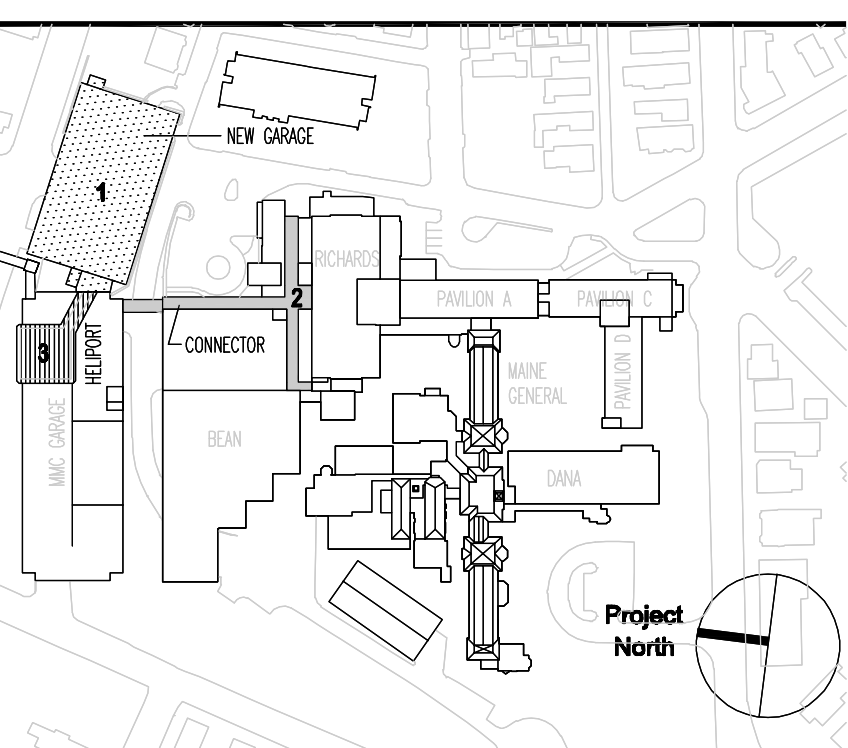 NEW GARAGE
1
RICHARDS
2
PAVILION A
PAVILION C
CONNECTOR
3
HELIPORT
PAVILION D
MAINE
GENERAL
MMC GARAGE
BEAN
DANA
Project
North